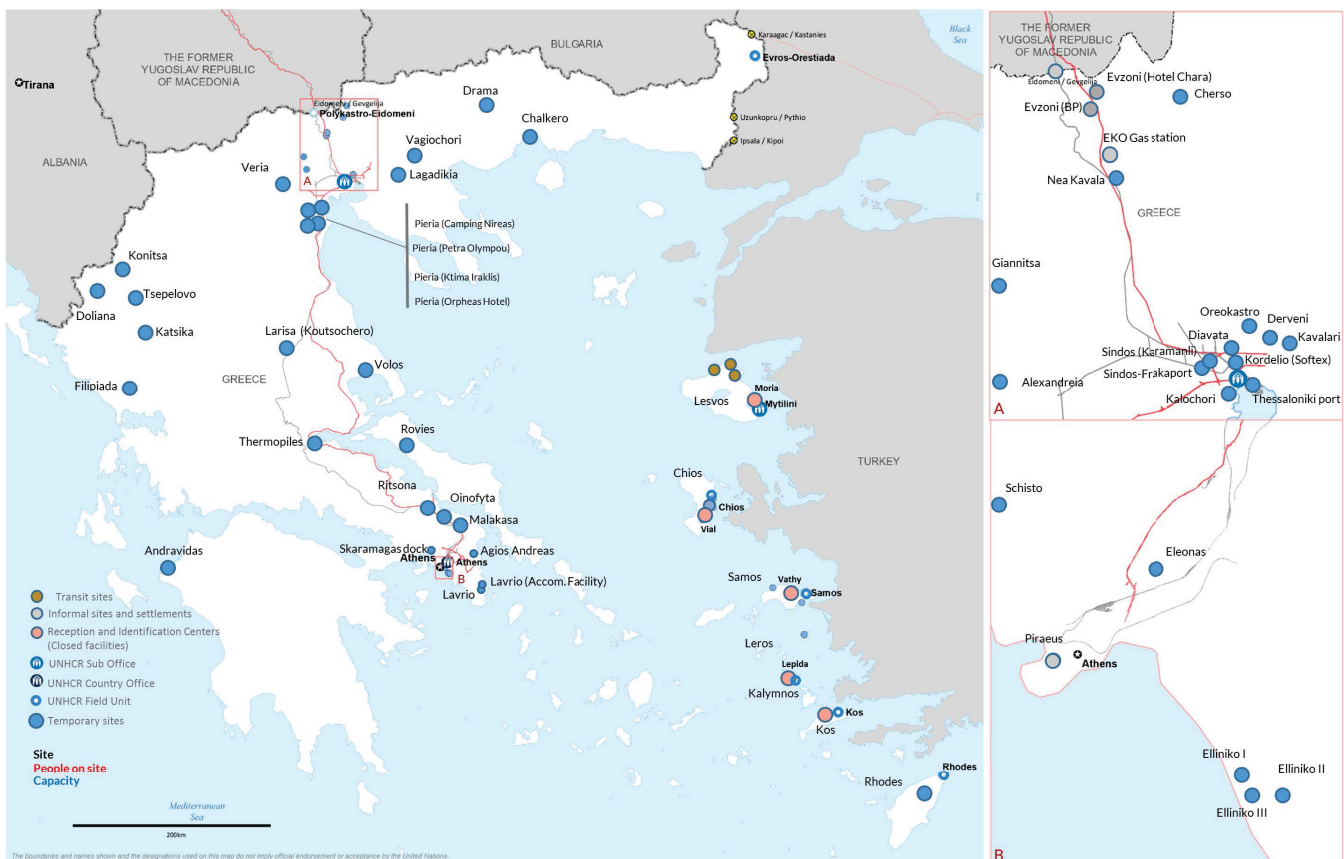 BULGARIA
Black
Sea
THE FORMER
YUGOSLAV REPUBLIC
OF MACEDONIA
Tirana
ALBANIA
Karaagac / Kastanies
Evros-Orestiada
Uzunkopru / Pythio
Ipsala / Kipoi
Eidomeni / Gevgelija
Polykastro-Eidomeni
Drama
Chalkero
Vagiochori
Lagadikia
Veria
A
Pieria (Camping Nireas)
Pieria (Petra Olympou)
Pieria (Ktima Iraklis)
Pieria (Orpheas Hotel)
Konitsa
Tsepelovo
Doliana
Katsika
Filipiada
Larisa (Koutsochero)
Volos
GREECE
Thermopiles
Rovies
Ritsona
Oinofyta
Malakasa
Skaramagas dock
Agios Andreas
Athens
Athens
B
Lavrio (Accom. Facility)
Lavrio
Andravidas
Lesvos
Moria
Mytilini
TURKEY
Chios
Chios
Vial
Samos
Vathy
Samos
Leros
Lepida
Kalymnos
Kos
Kos
Rhodes
Rhodes
Transit sites
Informal sites and settlements
Reception and Identification Centers
(Closed facilities)
UNHCR Sub Office
UNHCR Country Office
UNHCR Field Unit
Temporary sites
Site
People on site
Capacity
Mediterranean
Sea
200km
The boundaries and names shown and the designations used on this map do not imply official endorsement or acceptance by the United Nations.
THE FORMER
YUGOSLAV REPUBLIC
OF MACEDONIA
Eidomeni / Gevgelija
Evzoni (Hotel Chara)
Cherso
Evzoni (BP)
EKO Gas station
Nea Kavala
GREECE
Giannitsa
Oreokastro
Derveni
Diavata
Kavalari
Sindos (Karamanli)
Kordelio (Softex)
Sindos-Frakaport
Alexandreia
Kalochori
Thessaloniki port
A
Schisto
Eleonas
Piraeus
Athens
Elliniko I
Elliniko II
Elliniko III
B